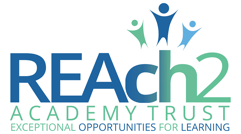 REAch2
ACADEMY TRUST
EXCEPTIONAL OPPORTUNITIES FOR LEARNING